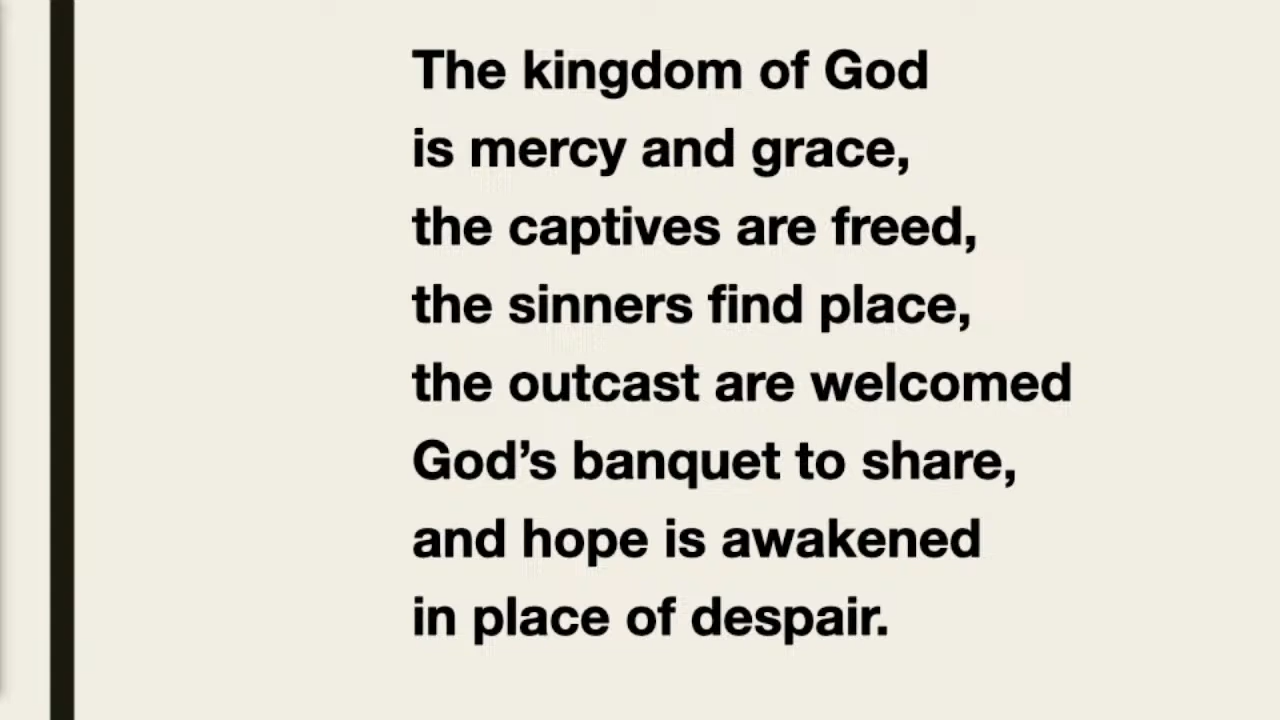 The kingdom of God
is mercy and grace,
the captives are freed,
the sinners find place,
the outcast are welcomed
God’s banquet to share,
and hope is awakened
in place of despair.